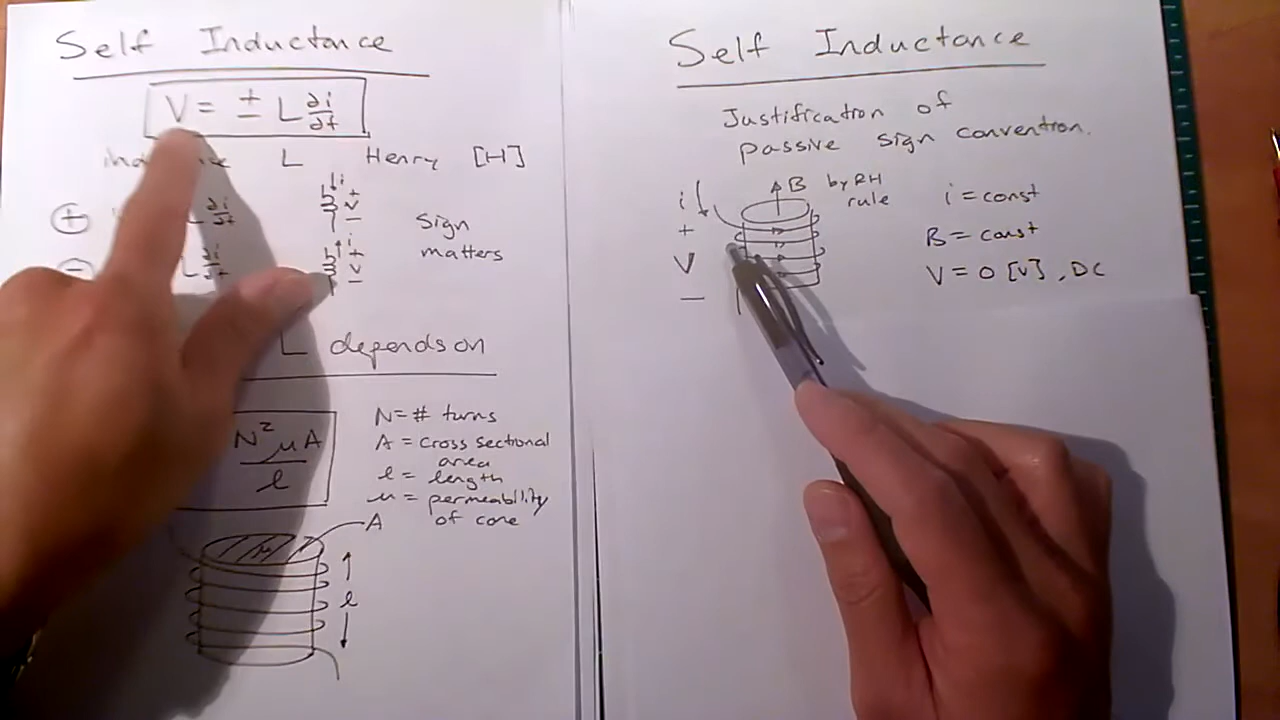 Self Inductance
V = ± L ∂i/∂t
L Henry [H]
+ L ∂i/∂t i + V − Sign
− L ∂i/∂t i + V − matters
L depends on
N²μA/ℓ
N = # turns
A = cross sectional
area
ℓ = length
μ = permeability
of core
A
μ
ℓ
Self Inductance
Justification of
passive sign convention.
i B by RH
rule
+
V
−
i = const
B = const
V = 0 [V], DC